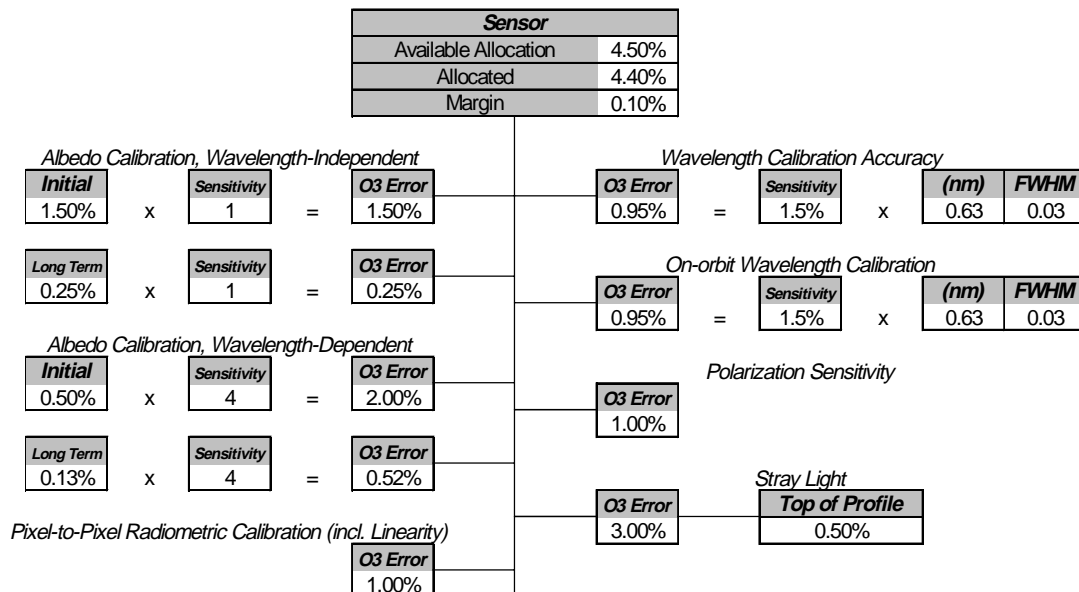 Sensor
Available Allocation 4.50%
Allocated 4.40%
Margin 0.10%
Albedo Calibration, Wavelength-Independent
Initial Sensitivity O3 Error
1.50% x 1 = 1.50%
Long Term Sensitivity O3 Error
0.25% x 1 = 0.25%
Albedo Calibration, Wavelength-Dependent
Initial Sensitivity O3 Error
0.50% x 4 = 2.00%
Long Term Sensitivity O3 Error
0.13% x 4 = 0.52%
Pixel-to-Pixel Radiometric Calibration (incl. Linearity)
O3 Error
1.00%
Wavelength Calibration Accuracy
O3 Error Sensitivity (nm) FWHM
0.95% = 1.5% x 0.63 0.03
On-orbit Wavelength Calibration
O3 Error Sensitivity (nm) FWHM
0.95% = 1.5% x 0.63 0.03
Polarization Sensitivity
O3 Error
1.00%
Stray Light
O3 Error Top of Profile
3.00% 0.50%